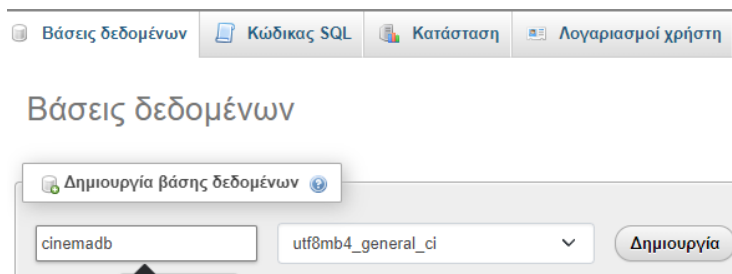 Βάσεις δεδομένων Κώδικας SQL Κατάσταση Λογαριασμοί χρήστη
Βάσεις δεδομένων
Δημιουργία βάσης δεδομένων
cinemadb utf8mb4_general_ci Δημιουργία